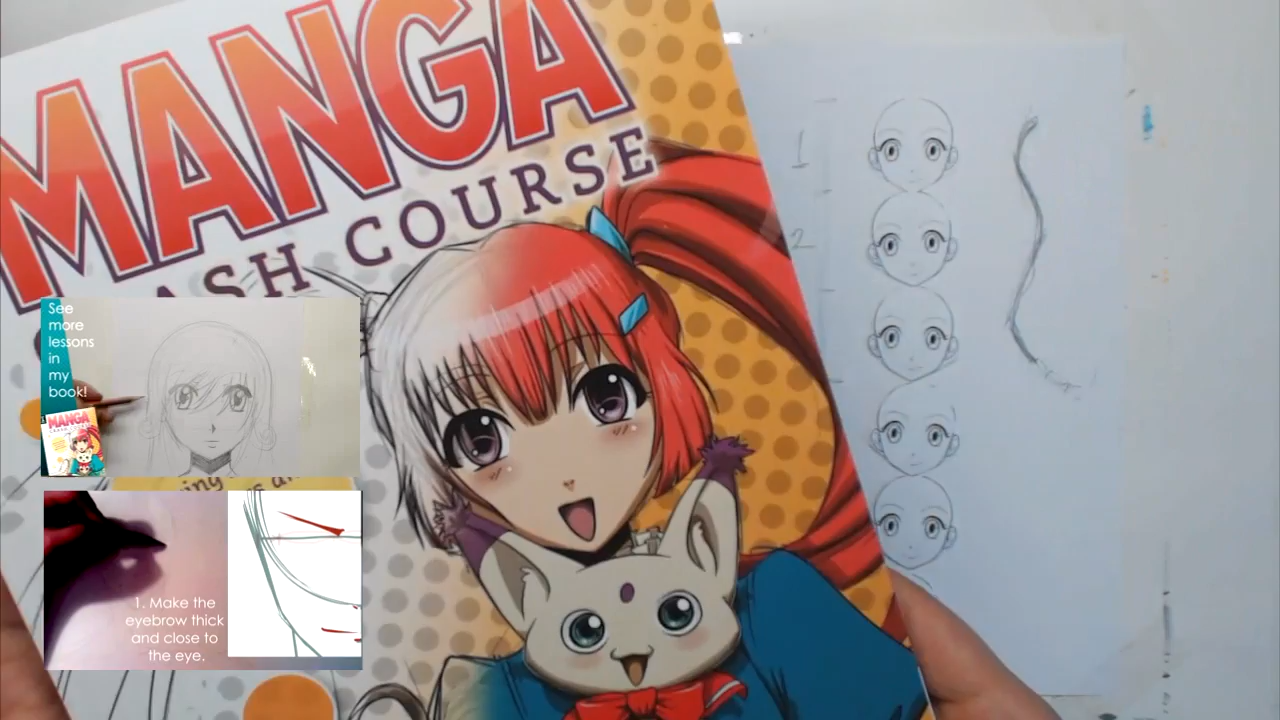 MANGA
ASH COURSE
1
2
See
more
lessons
in
my
book!
MANGA
1. Make the
eyebrow thick
and close to
the eye.